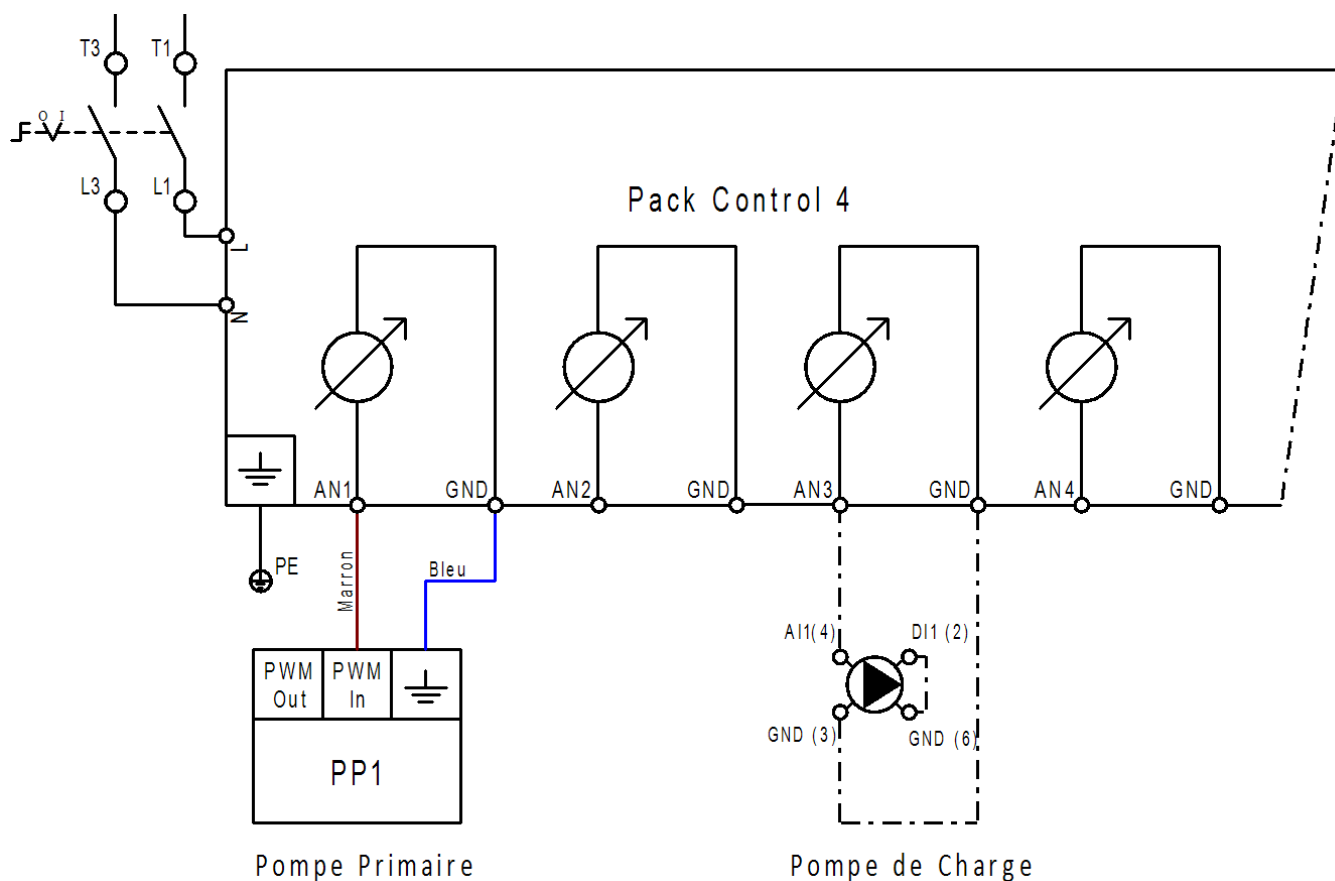 T3 T1
O I
L3 L1
Pack Control 4
L
N
AN1 GND AN2 GND AN3 GND AN4 GND
PE
Marron
Bleu
AI1(4) DI1 (2)
PWM Out
PWM In
GND (3) GND (6)
PP1
Pompe Primaire
Pompe de Charge